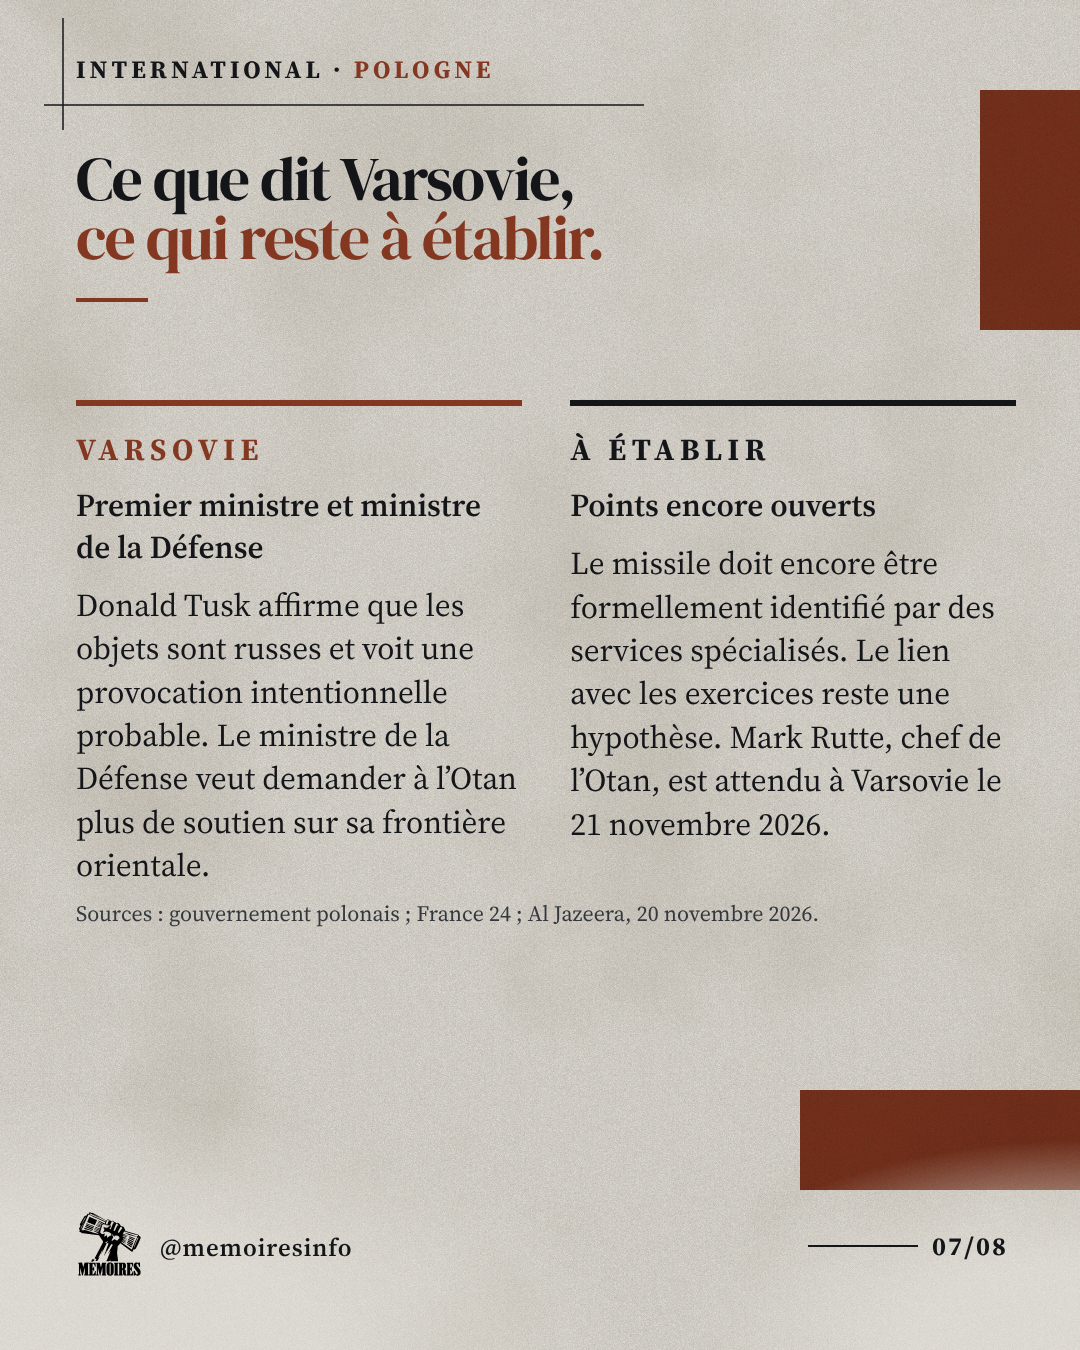 INTERNATIONAL · POLOGNE
Ce que dit Varsovie,
ce qui reste à établir.
VARSOVIE
Premier ministre et ministre
de la Défense
Donald Tusk affirme que les
objets sont russes et voit une
provocation intentionnelle
probable. Le ministre de la
Défense veut demander à l’Otan
plus de soutien sur sa frontière
orientale.
À ÉTABLIR
Points encore ouverts
Le missile doit encore être
formellement identifié par des
services spécialisés. Le lien
avec les exercices reste une
hypothèse. Mark Rutte, chef de
l’Otan, est attendu à Varsovie le
21 novembre 2026.
Sources : gouvernement polonais ; France 24 ; Al Jazeera, 20 novembre 2026.
MÉMOIRES
@memoiresinfo
07/08